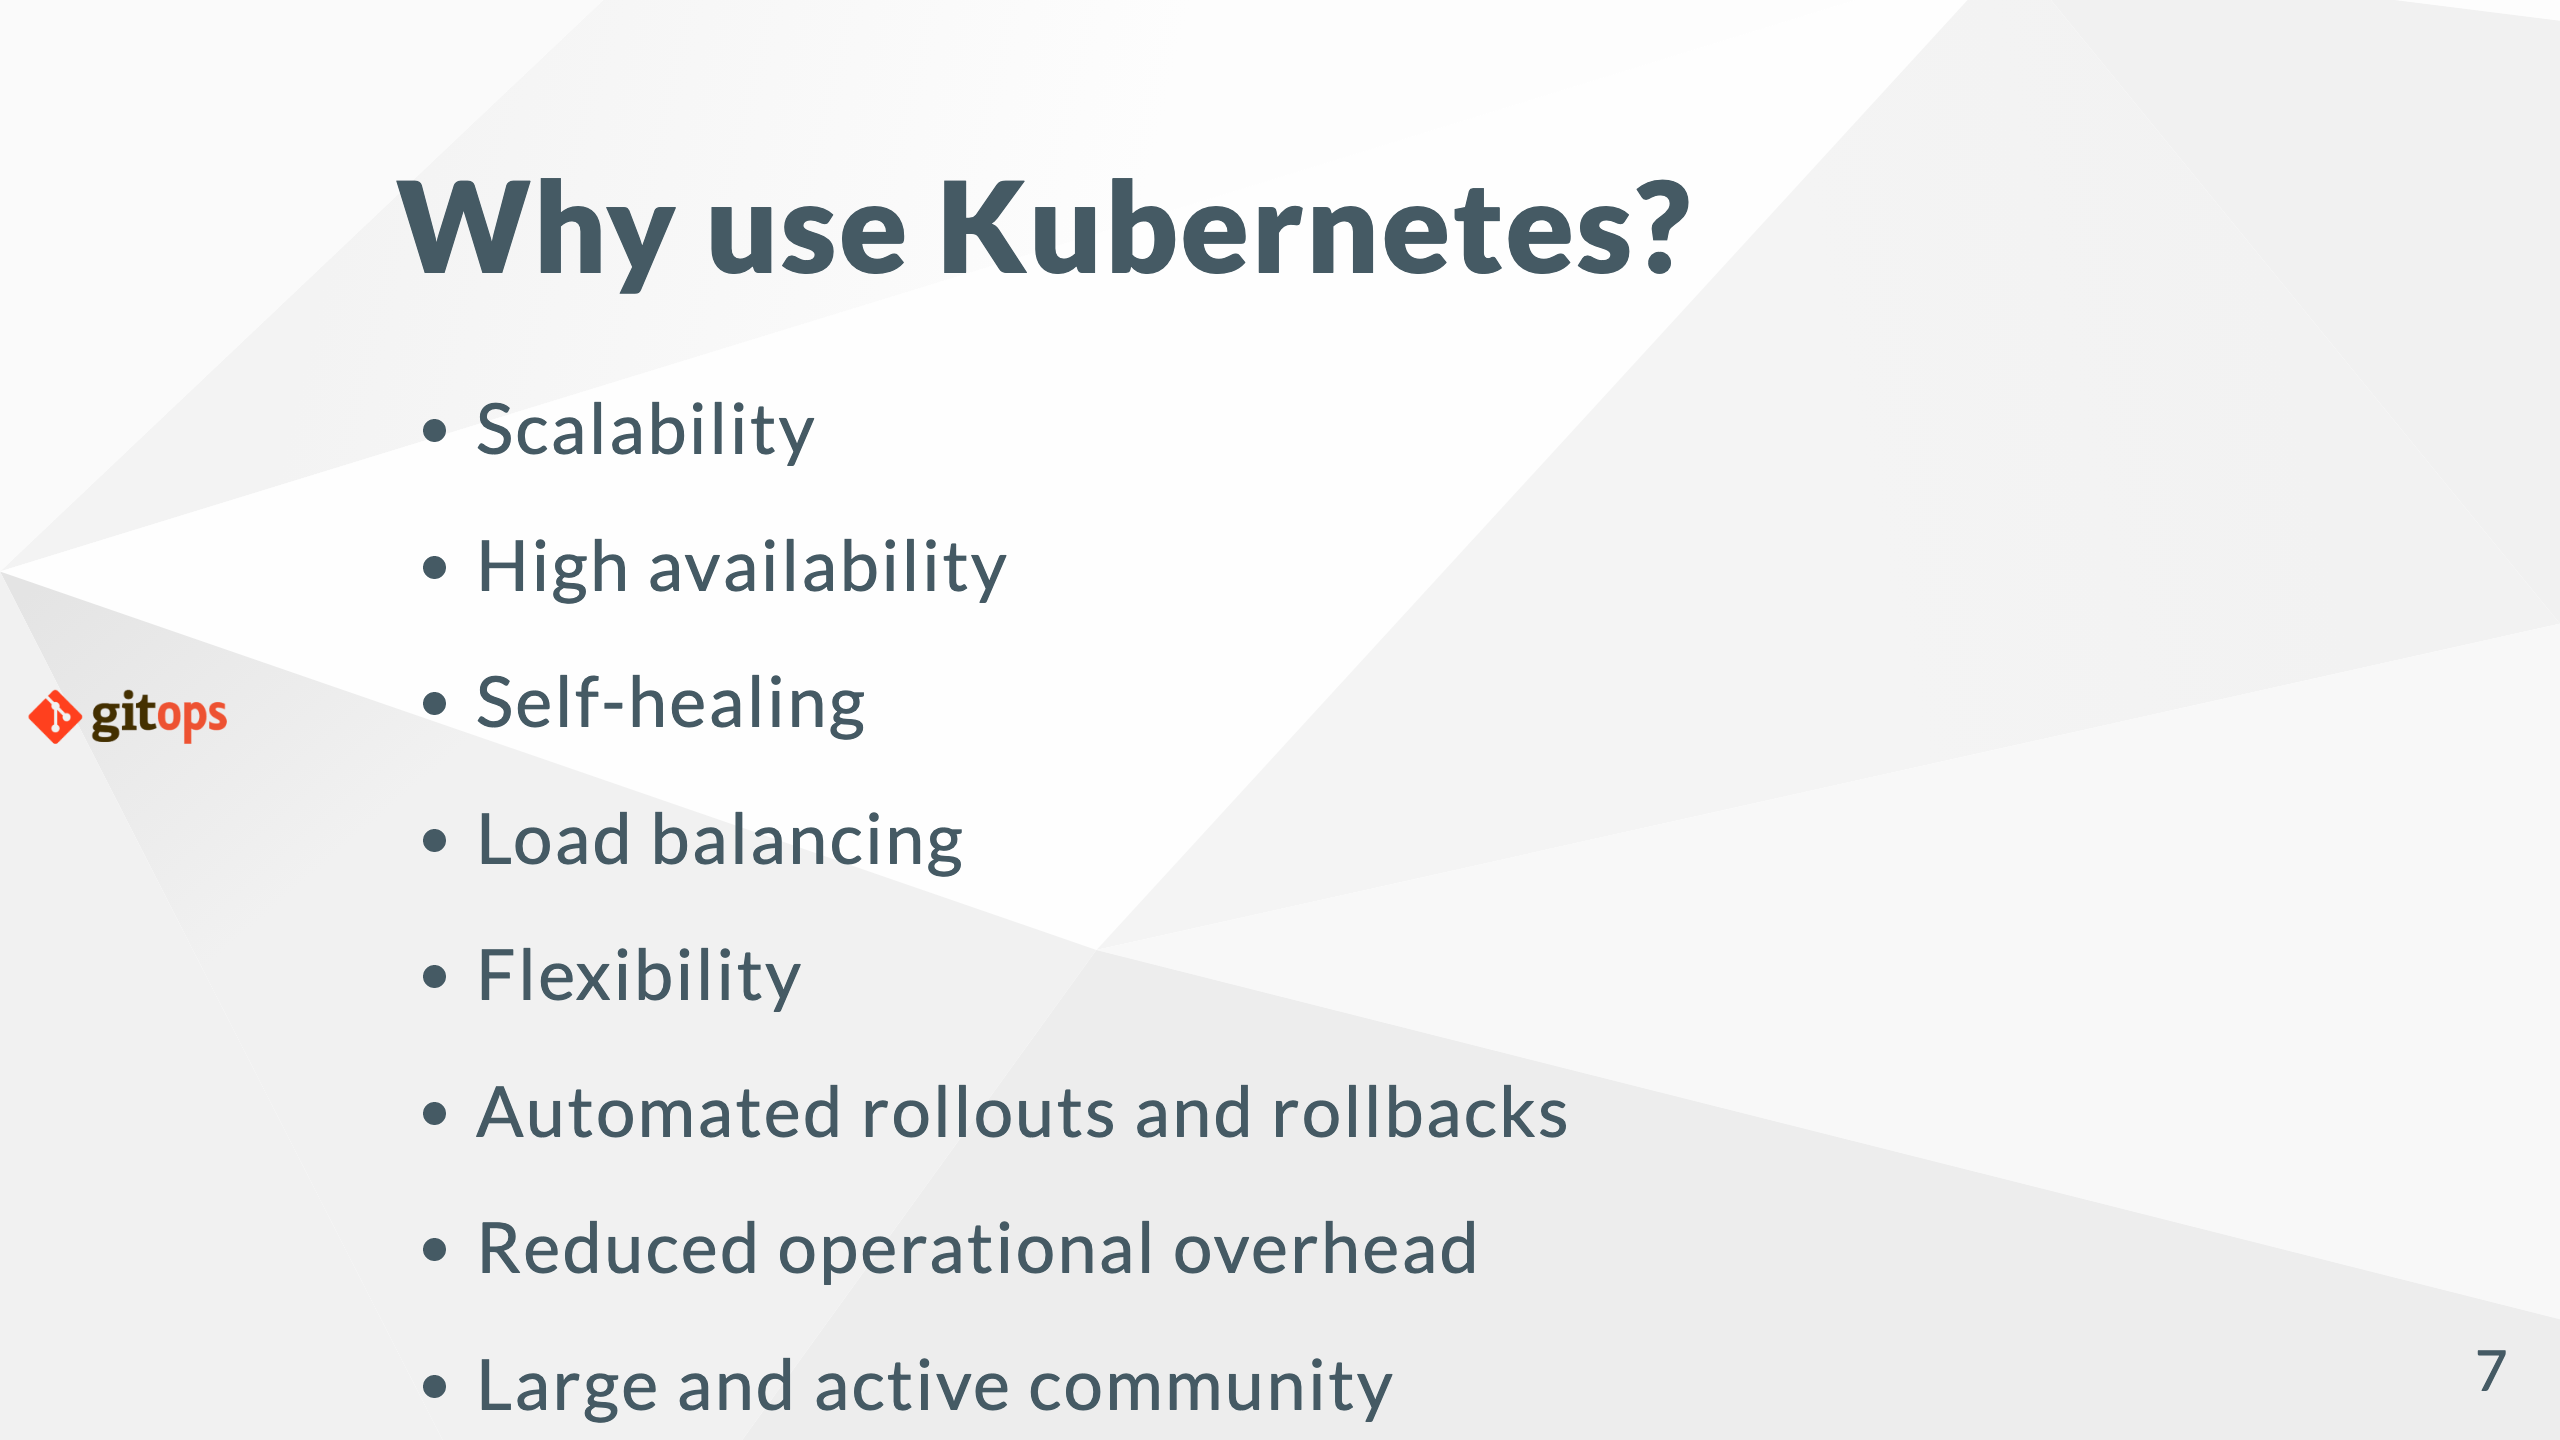 Why use Kubernetes?
• Scalability
• High availability
• Self-healing
gitops
• Load balancing
• Flexibility
• Automated rollouts and rollbacks
• Reduced operational overhead
• Large and active community
7